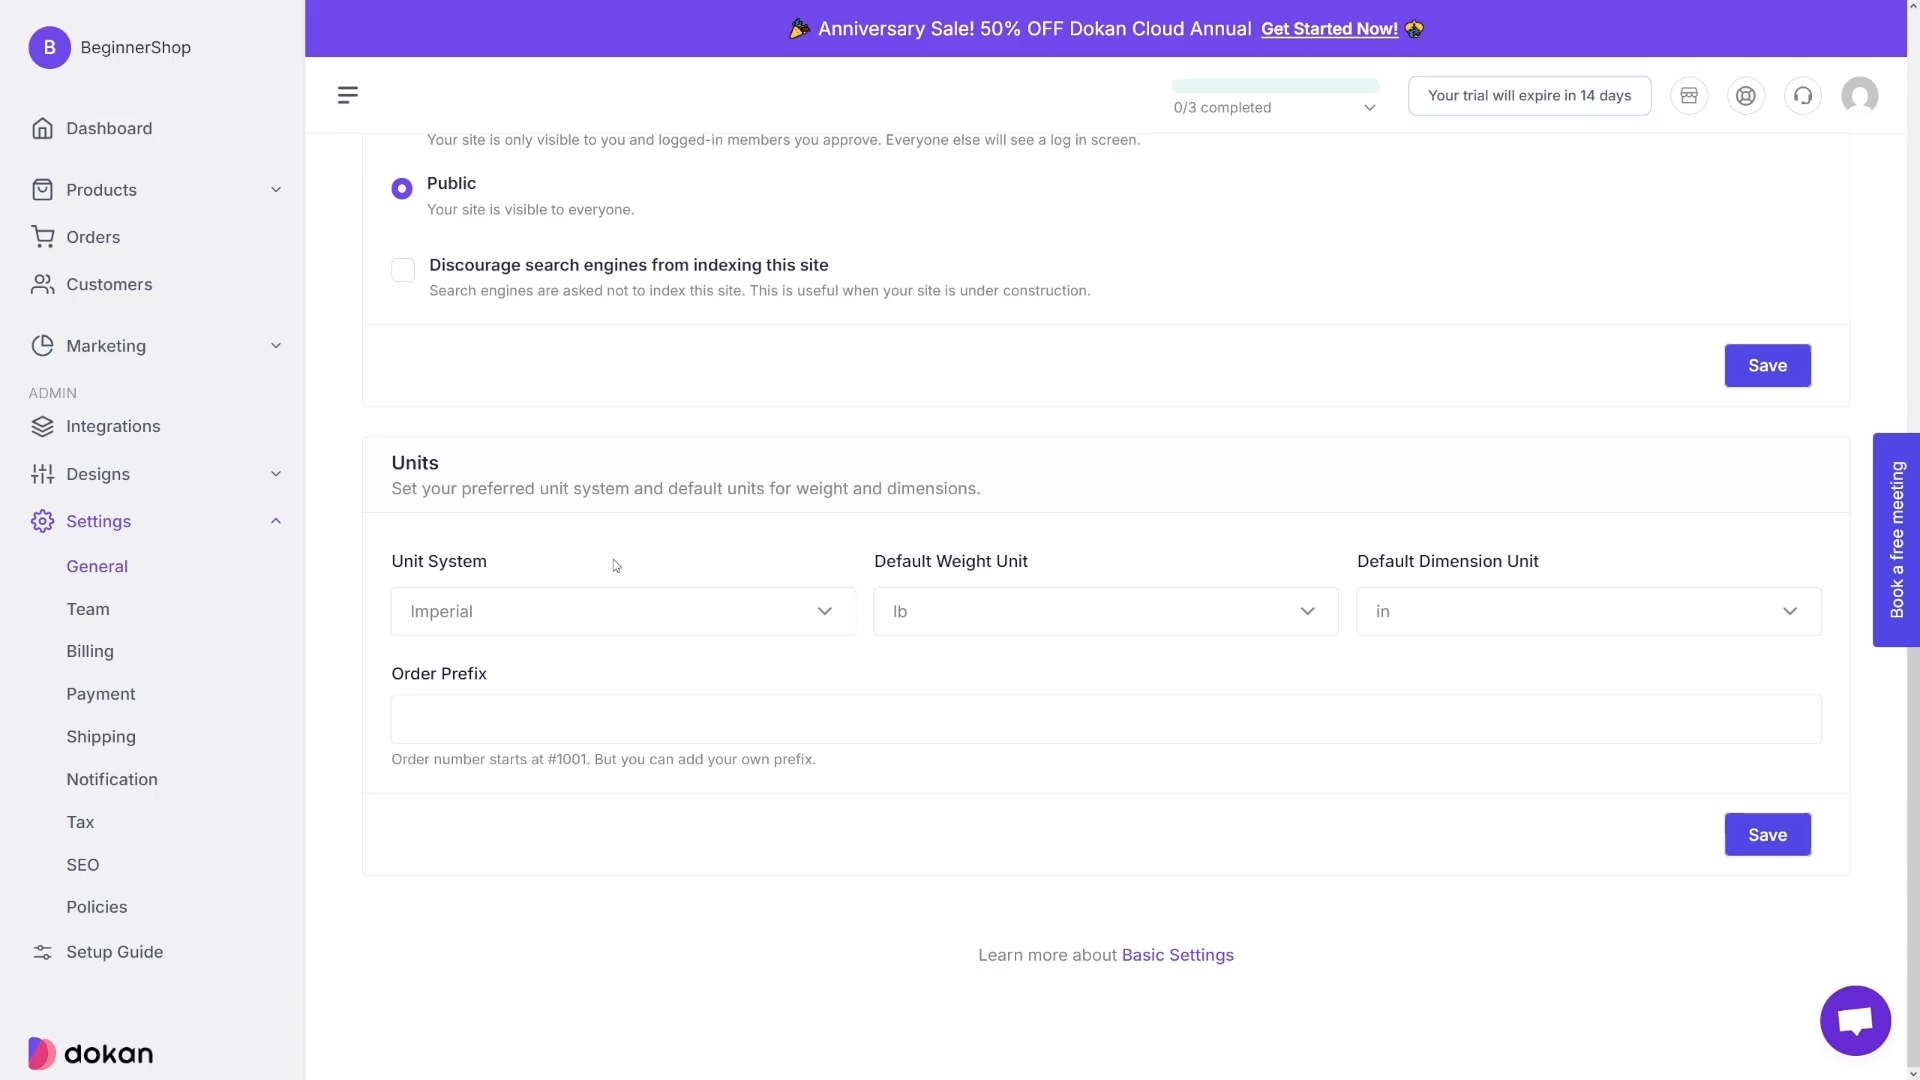 B BeginnerShop
Dashboard
Products
Orders
Customers
Marketing
ADMIN
Integrations
Designs
Settings
General
Team
Billing
Payment
Shipping
Notification
Tax
SEO
Policies
Setup Guide
dokan
Anniversary Sale! 50% OFF Dokan Cloud Annual Get Started Now!
0/3 completed
Your trial will expire in 14 days
Your site is only visible to you and logged-in members you approve. Everyone else will see a log in screen.
Public
Your site is visible to everyone.
Discourage search engines from indexing this site
Search engines are asked not to index this site. This is useful when your site is under construction.
Save
Units
Set your preferred unit system and default units for weight and dimensions.
Unit System Default Weight Unit Default Dimension Unit
Imperial lb in
Order Prefix
Order number starts at #1001. But you can add your own prefix.
Save
Learn more about Basic Settings
Book a free meeting